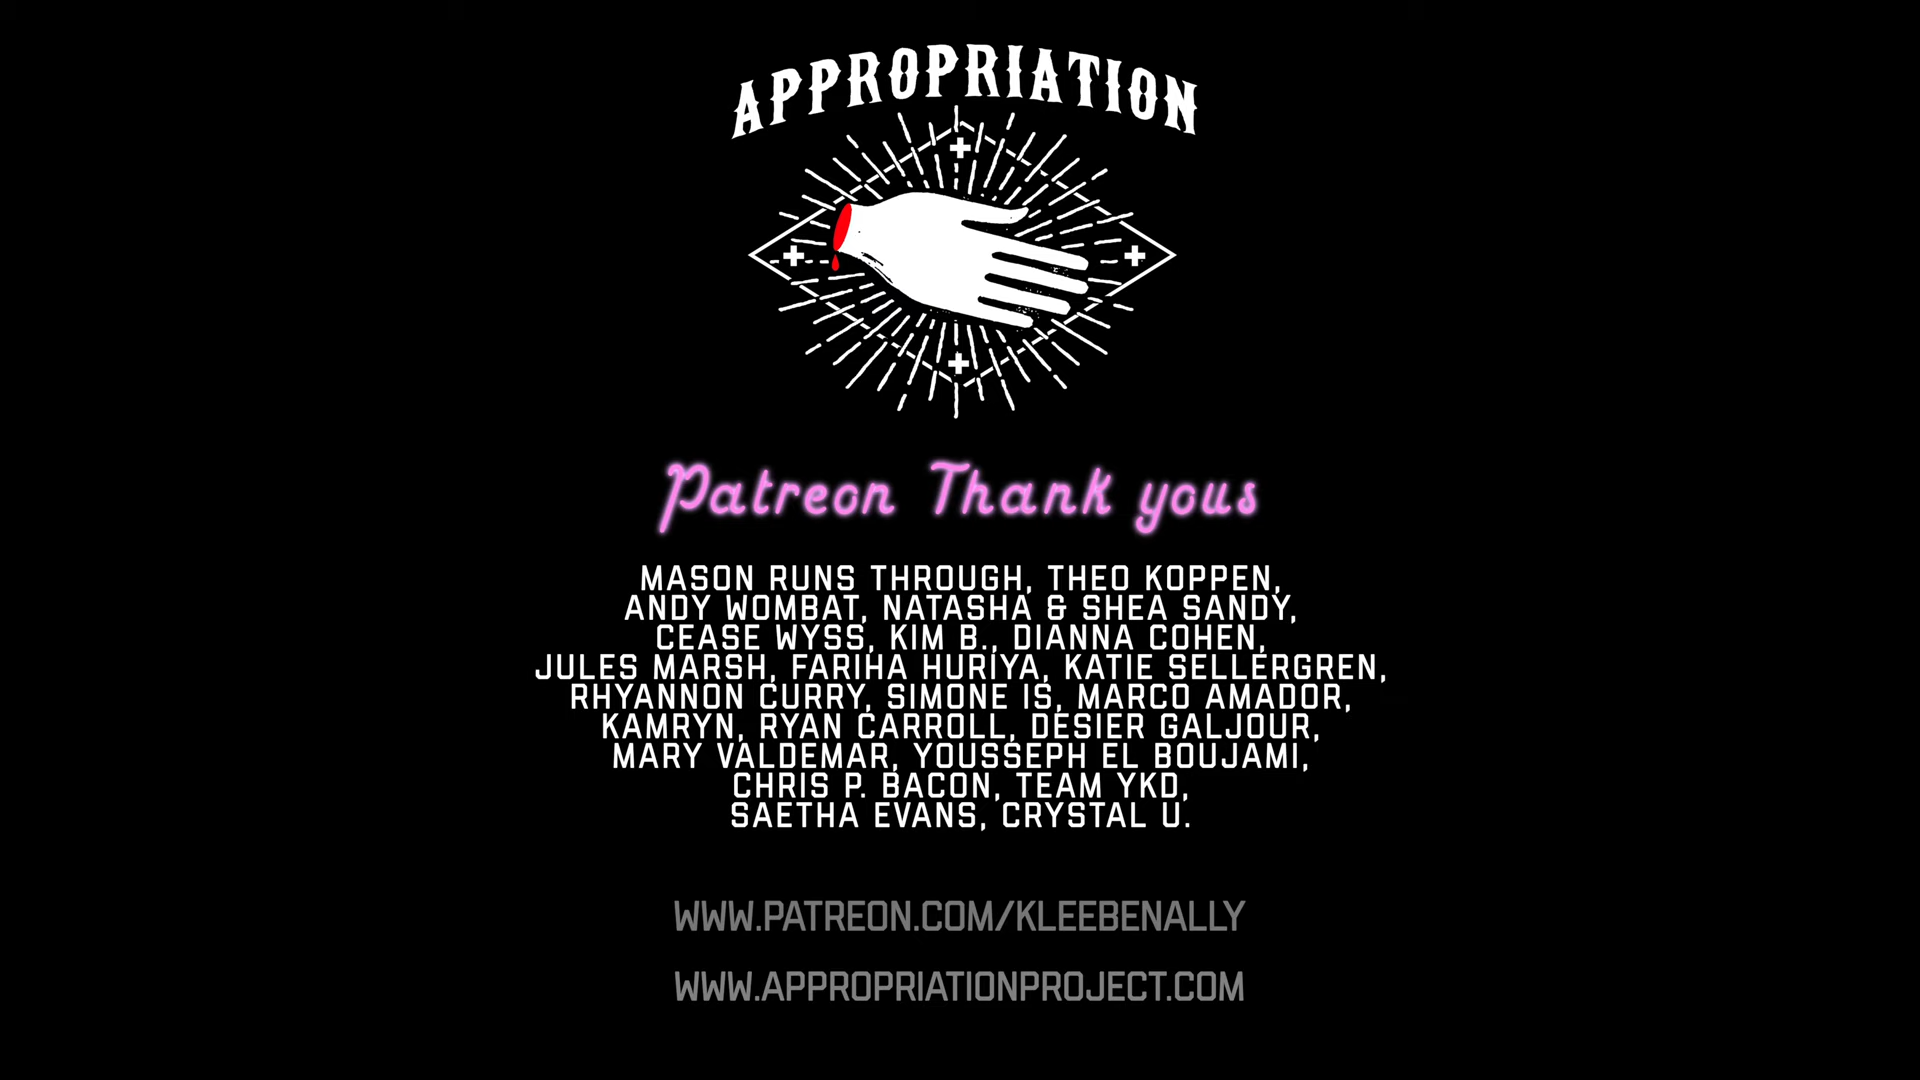 APPROPRIATION
Patreon Thank yous
MASON RUNS THROUGH, THEO KOPPEN,
ANDY WOMBAT, NATASHA & SHEA SANDY,
CEASE WYSS, KIM B., DIANNA COHEN,
JULES MARSH, FARIHA HURIYA, KATIE SELLERGREN,
RHYANNON CURRY, SIMONE IS, MARCO AMADOR,
KAMRYN, RYAN CARROLL, DESIER GALJOUR,
MARY VALDEMAR, YOUSSEPH EL BOUJAMI,
CHRIS P. BACON, TEAM YKD,
SAETHA EVANS, CRYSTAL U.
WWW.PATREON.COM/KLEEBENALLY
WWW.APPROPRIATIONPROJECT.COM